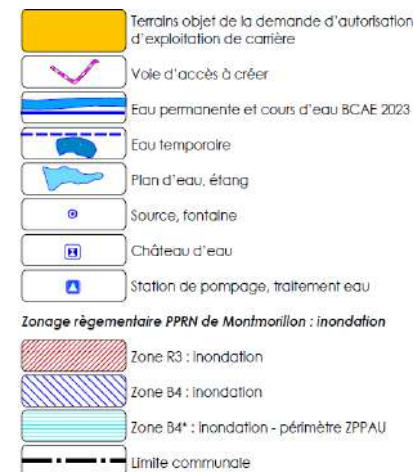 Terrains objet de la demande d'autorisation
d'exploitation de carrière
Voie d'accès à créer
Eau permanente et cours d'eau BCAE 2023
Eau temporaire
Plan d'eau, étang
Source, fontaine
Château d'eau
Station de pompage, traitement eau
Zonage règementaire PPRN de Montmorillon : inondation
Zone R3 : inondation
Zone B4 : inondation
Zone B4* : inondation - périmètre ZPPAU
Limite communale